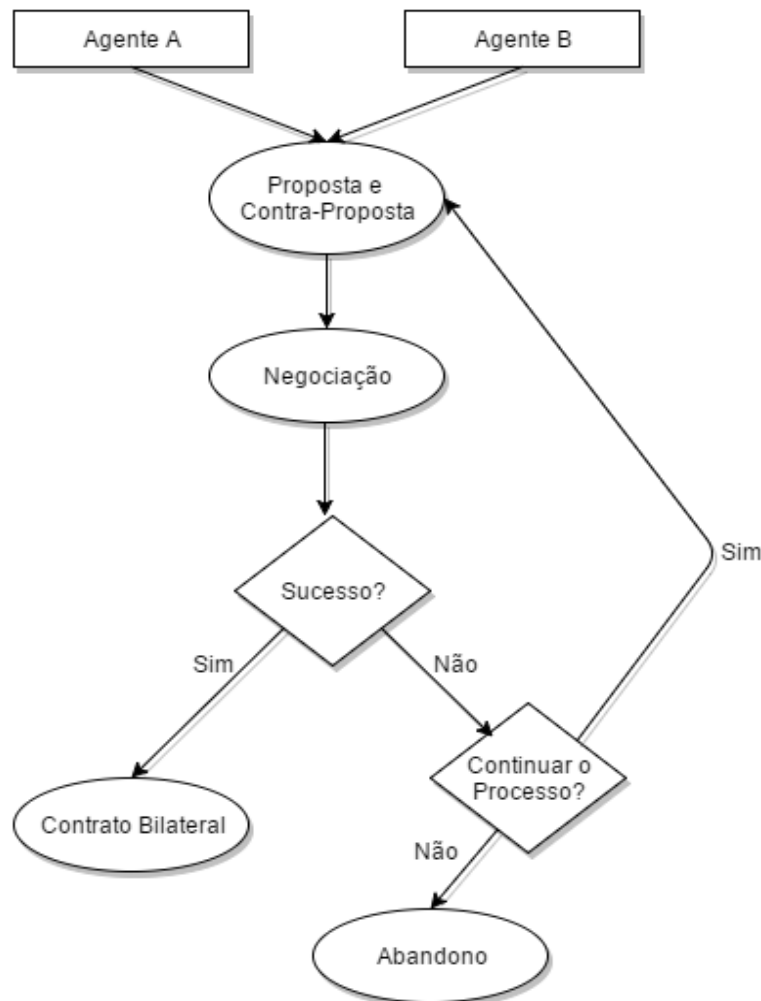 Agente A
Agente B
Proposta e
Contra-Proposta
Negociação
Sucesso?
Sim
Sim
Não
Continuar o
Processo?
Contrato Bilateral
Não
Abandono